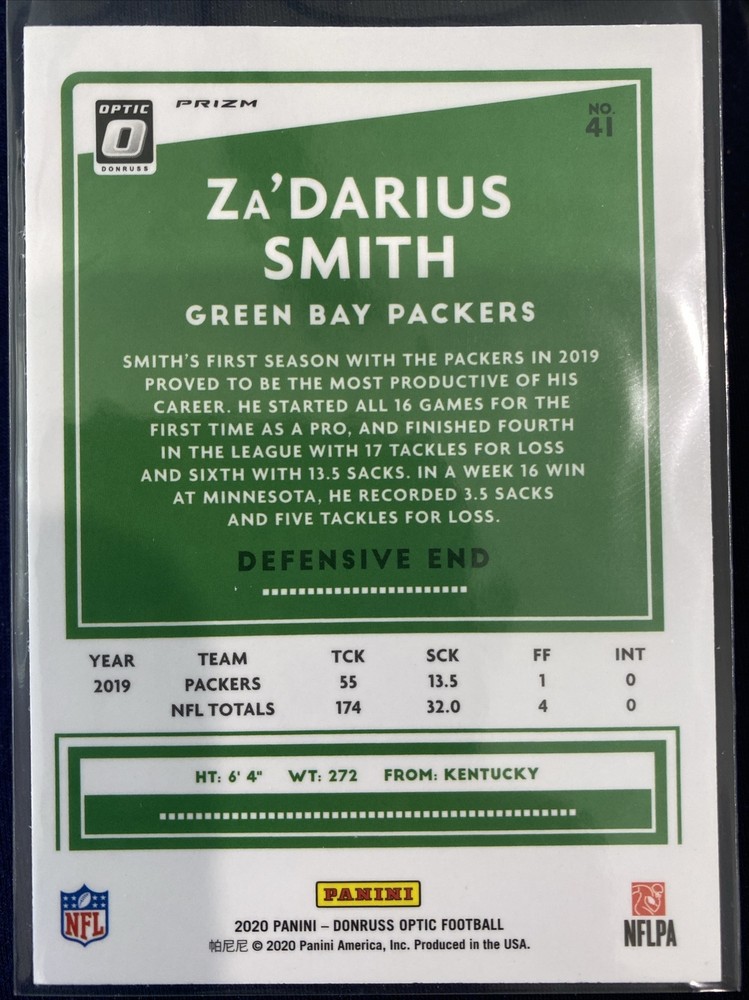 OPTIC
DONRUSS
PRIZM
NO.
41
ZA'DARIUS
SMITH
GREEN BAY PACKERS
SMITH'S FIRST SEASON WITH THE PACKERS IN 2019
PROVED TO BE THE MOST PRODUCTIVE OF HIS
CAREER. HE STARTED ALL 16 GAMES FOR THE
FIRST TIME AS A PRO, AND FINISHED FOURTH
IN THE LEAGUE WITH 17 TACKLES FOR LOSS
AND SIXTH WITH 13.5 SACKS. IN A WEEK 16 WIN
AT MINNESOTA, HE RECORDED 3.5 SACKS
AND FIVE TACKLES FOR LOSS.
DEFENSIVE END
YEAR TEAM TCK SCK FF INT
2019 PACKERS 55 13.5 1 0
NFL TOTALS 174 32.0 4 0
HT: 6' 4" WT: 272 FROM: KENTUCKY
NFL
PANINI
2020 PANINI – DONRUSS OPTIC FOOTBALL
帕尼尼 © 2020 Panini America, Inc. Produced in the USA.
NFLPA